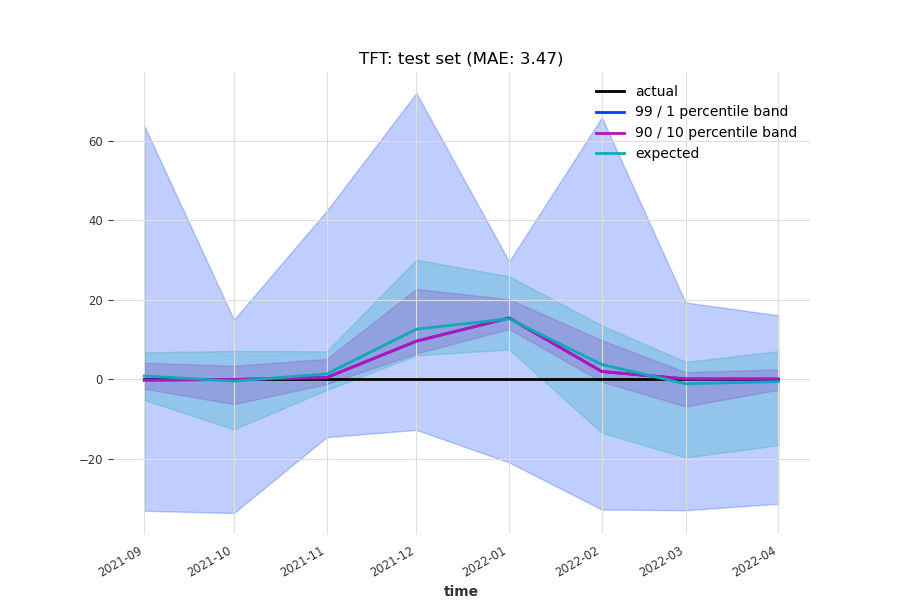 TFT: test set (MAE: 3.47)
actual
99 / 1 percentile band
90 / 10 percentile band
expected
60
40
20
0
−20
2021-09
2021-10
2021-11
2021-12
2022-01
2022-02
2022-03
2022-04
time